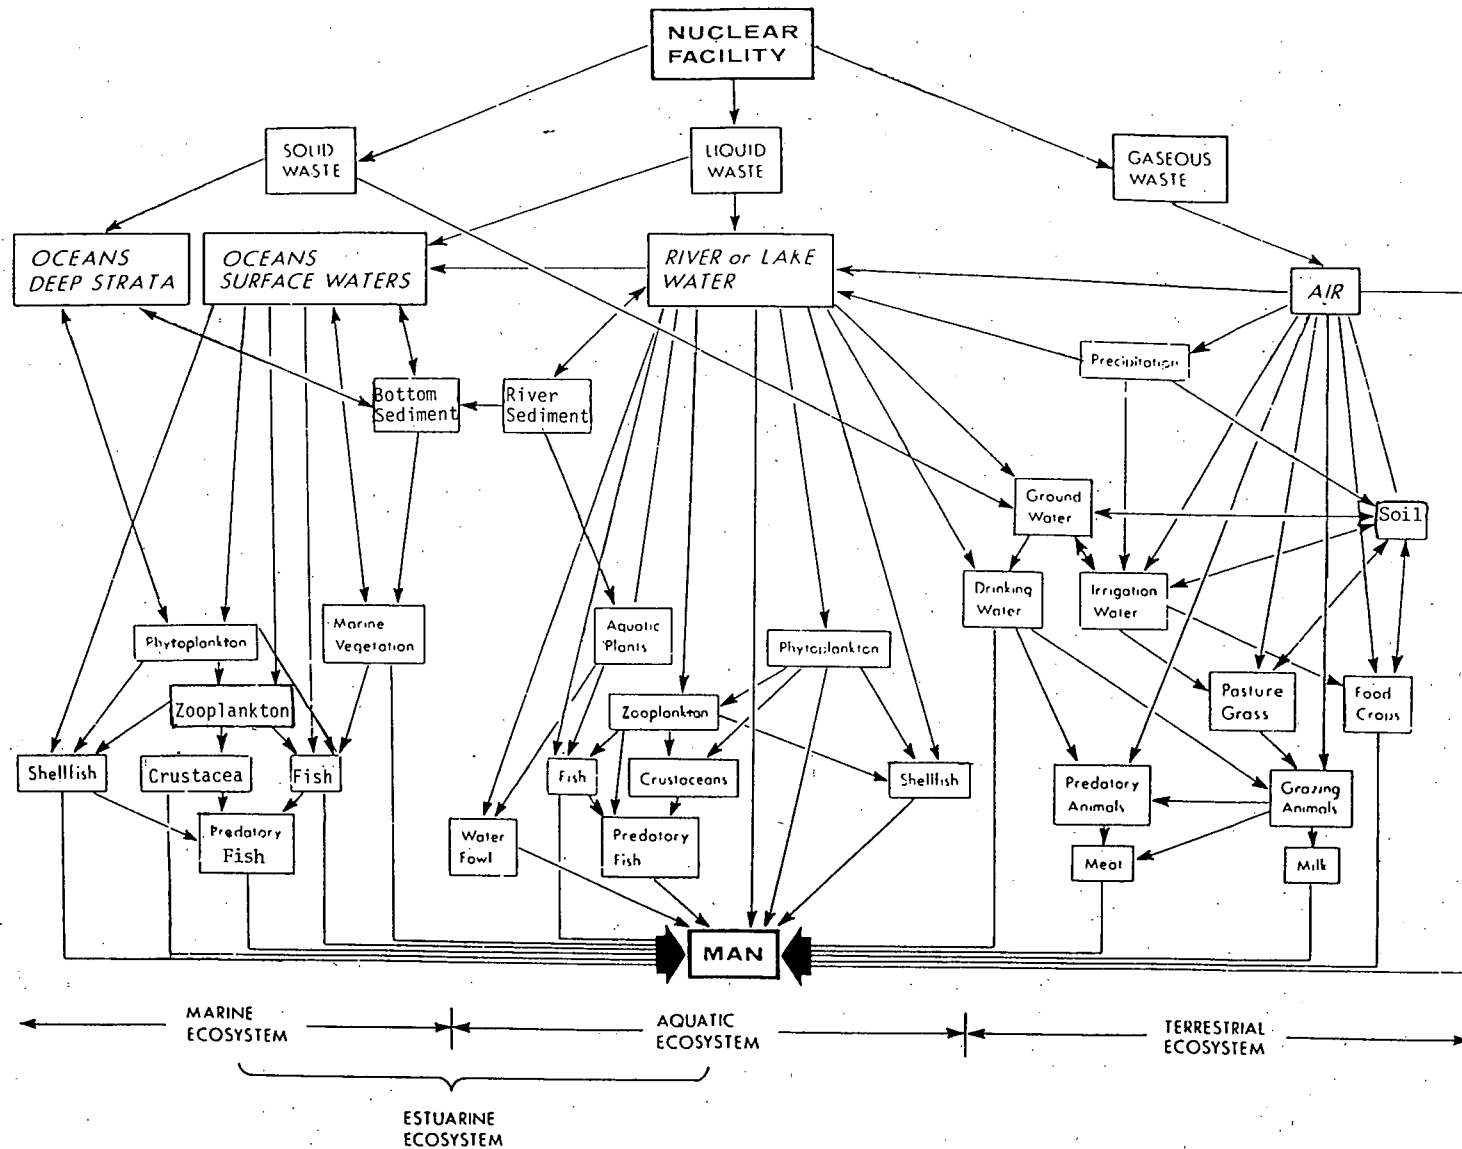 NUCLEAR
FACILITY
SOLID
WASTE
LIQUID
WASTE
GASEOUS
WASTE
OCEANS
DEEP STRATA
OCEANS
SURFACE WATERS
RIVER or LAKE
WATER
AIR
Precipitation
Bottom
Sediment
River
Sediment
Ground
Water
Soil
Drinking
Water
Irrigation
Water
Phytoplankton
Marine
Vegetation
Aquatic
Plants
Phytoplankton
Zooplankton
Zooplankton
Pasture
Grass
Food
Crops
Shellfish
Crustacea
Fish
Fish
Crustaceans
Shellfish
Predatory
Animals
Grazing
Animals
Predatory
Fish
Water
Fowl
Predatory
Fish
Meat
Milk
MAN
MARINE
ECOSYSTEM
AQUATIC
ECOSYSTEM
TERRESTRIAL
ECOSYSTEM
ESTUARINE
ECOSYSTEM